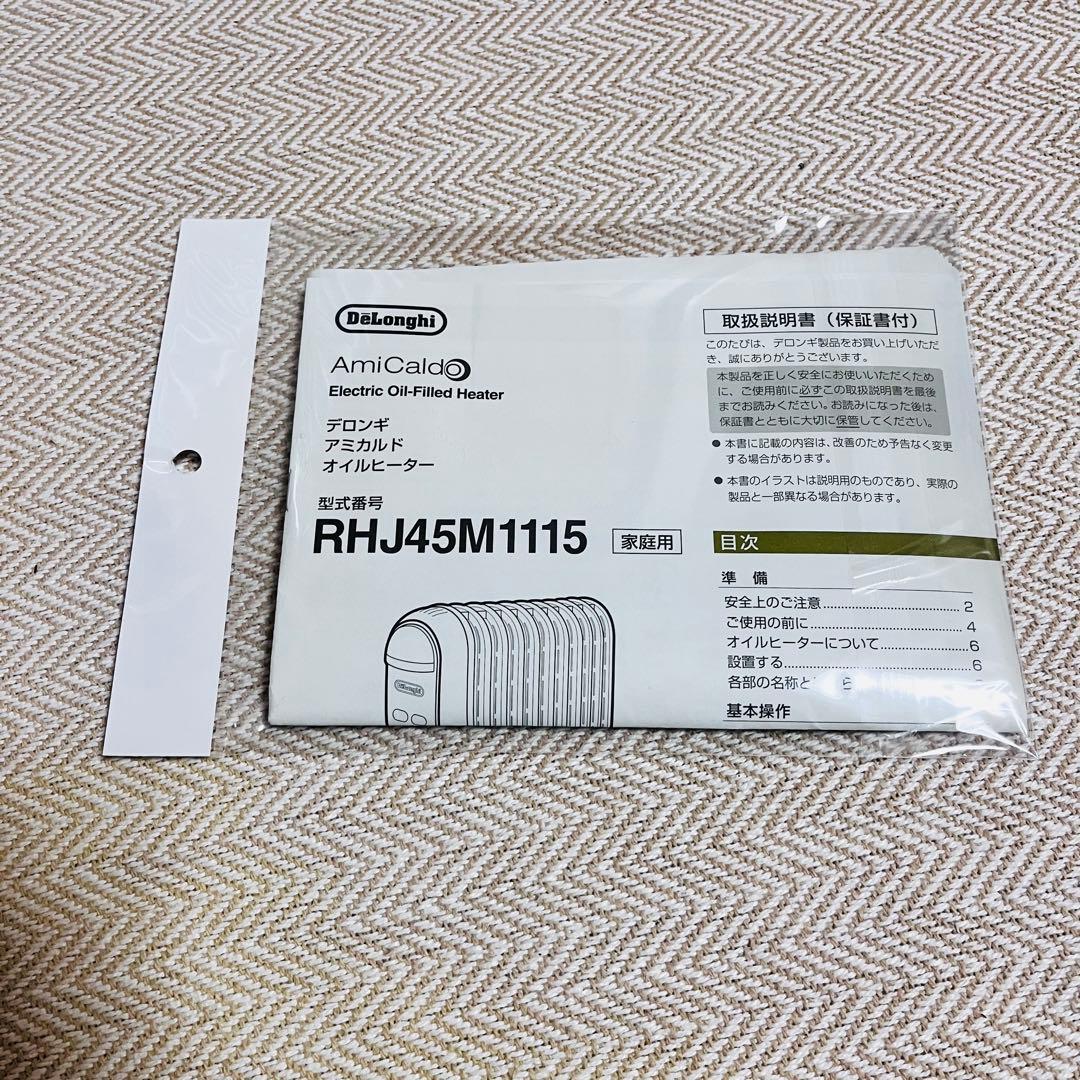 DeLonghi
AmiCaldo
Electric Oil-Filled Heater
デロンギ
アミカルド
オイルヒーター
型式番号
RHJ45M1115 家庭用
DeLonghi
取扱説明書（保証書付）
このたびは、デロンギ製品をお買い上げいただ
き、誠にありがとうございます。
本製品を正しく安全にお使いいただくため
に、ご使用前に必ずこの取扱説明書を最後
までお読みください。お読みになった後は、
保証書とともに大切に保管してください。
● 本書に記載の内容は、改善のため予告なく変更
する場合があります。
● 本書のイラストは説明用のものであり、実際の
製品と一部異なる場合があります。
目次
準 備
安全上のご注意 2
ご使用の前に 4
オイルヒーターについて 6
設置する 6
各部の名称と
基本操作